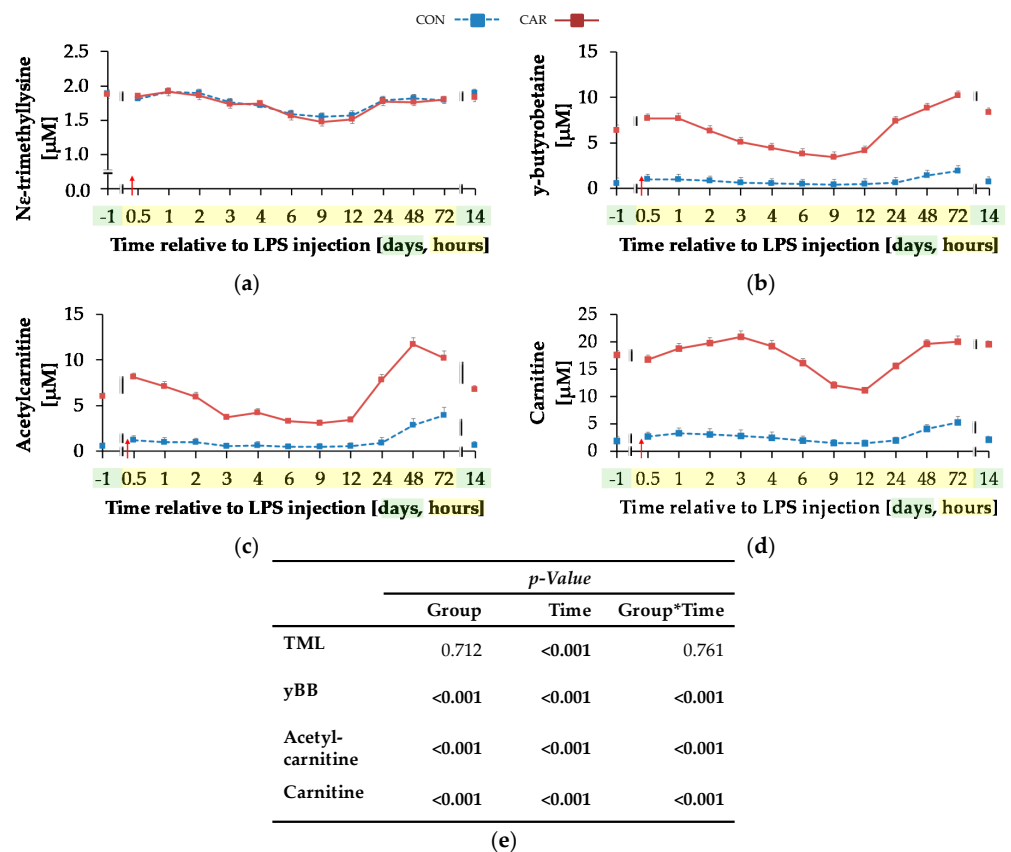 CON CAR
Nε-trimethyllysine
[µM]
2.5
2.0
1.5
1.0
0.0
-1 0.5 1 2 3 4 6 9 12 24 48 72 14
Time relative to LPS injection [days, hours]
(a)
y-butyrobetaine
[µM]
15
10
5
0
-1 0.5 1 2 3 4 6 9 12 24 48 72 14
Time relative to LPS injection [days, hours]
(b)
Acetylcarnitine
[µM]
15
10
5
0
-1 0.5 1 2 3 4 6 9 12 24 48 72 14
Time relative to LPS injection [days, hours]
(c)
Carnitine
[µM]
25
20
15
10
5
0
-1 0.5 1 2 3 4 6 9 12 24 48 72 14
Time relative to LPS injection [days, hours]
(d)
p-Value
Group Time Group*Time
TML 0.712 <0.001 0.761
yBB <0.001 <0.001 <0.001
Acetyl-
carnitine <0.001 <0.001 <0.001
Carnitine <0.001 <0.001 <0.001
(e)